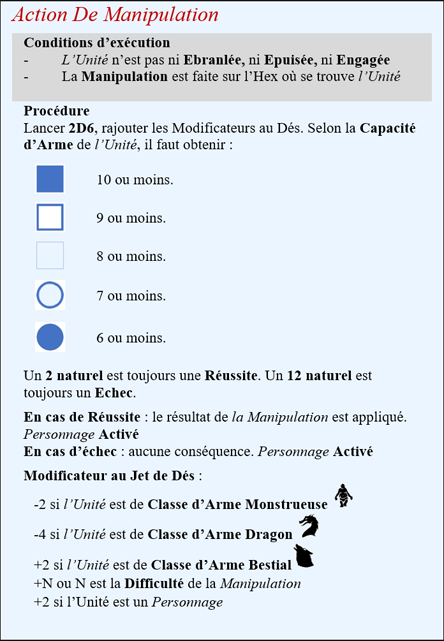 Action De Manipulation
Conditions d'exécution
- L'Unité n'est pas ni Ebranlée, ni Epuisée, ni Engagée
- La Manipulation est faite sur l'Hex où se trouve l'Unité
Procédure
Lancer 2D6, rajouter les Modificateurs au Dés. Selon la Capacité
d'Arme de l'Unité, il faut obtenir :
10 ou moins.
9 ou moins.
8 ou moins.
7 ou moins.
6 ou moins.
Un 2 naturel est toujours une Réussite. Un 12 naturel est
toujours un Echec.
En cas de Réussite : le résultat de la Manipulation est appliqué.
Personnage Activé
En cas d'échec : aucune conséquence. Personnage Activé
Modificateur au Jet de Dés :
-2 si l'Unité est de Classe d'Arme Monstrueuse
-4 si l'Unité est de Classe d'Arme Dragon
+2 si l'Unité est de Classe d'Arme Bestial
+N ou N est la Difficulté de la Manipulation
+2 si l'Unité est un Personnage